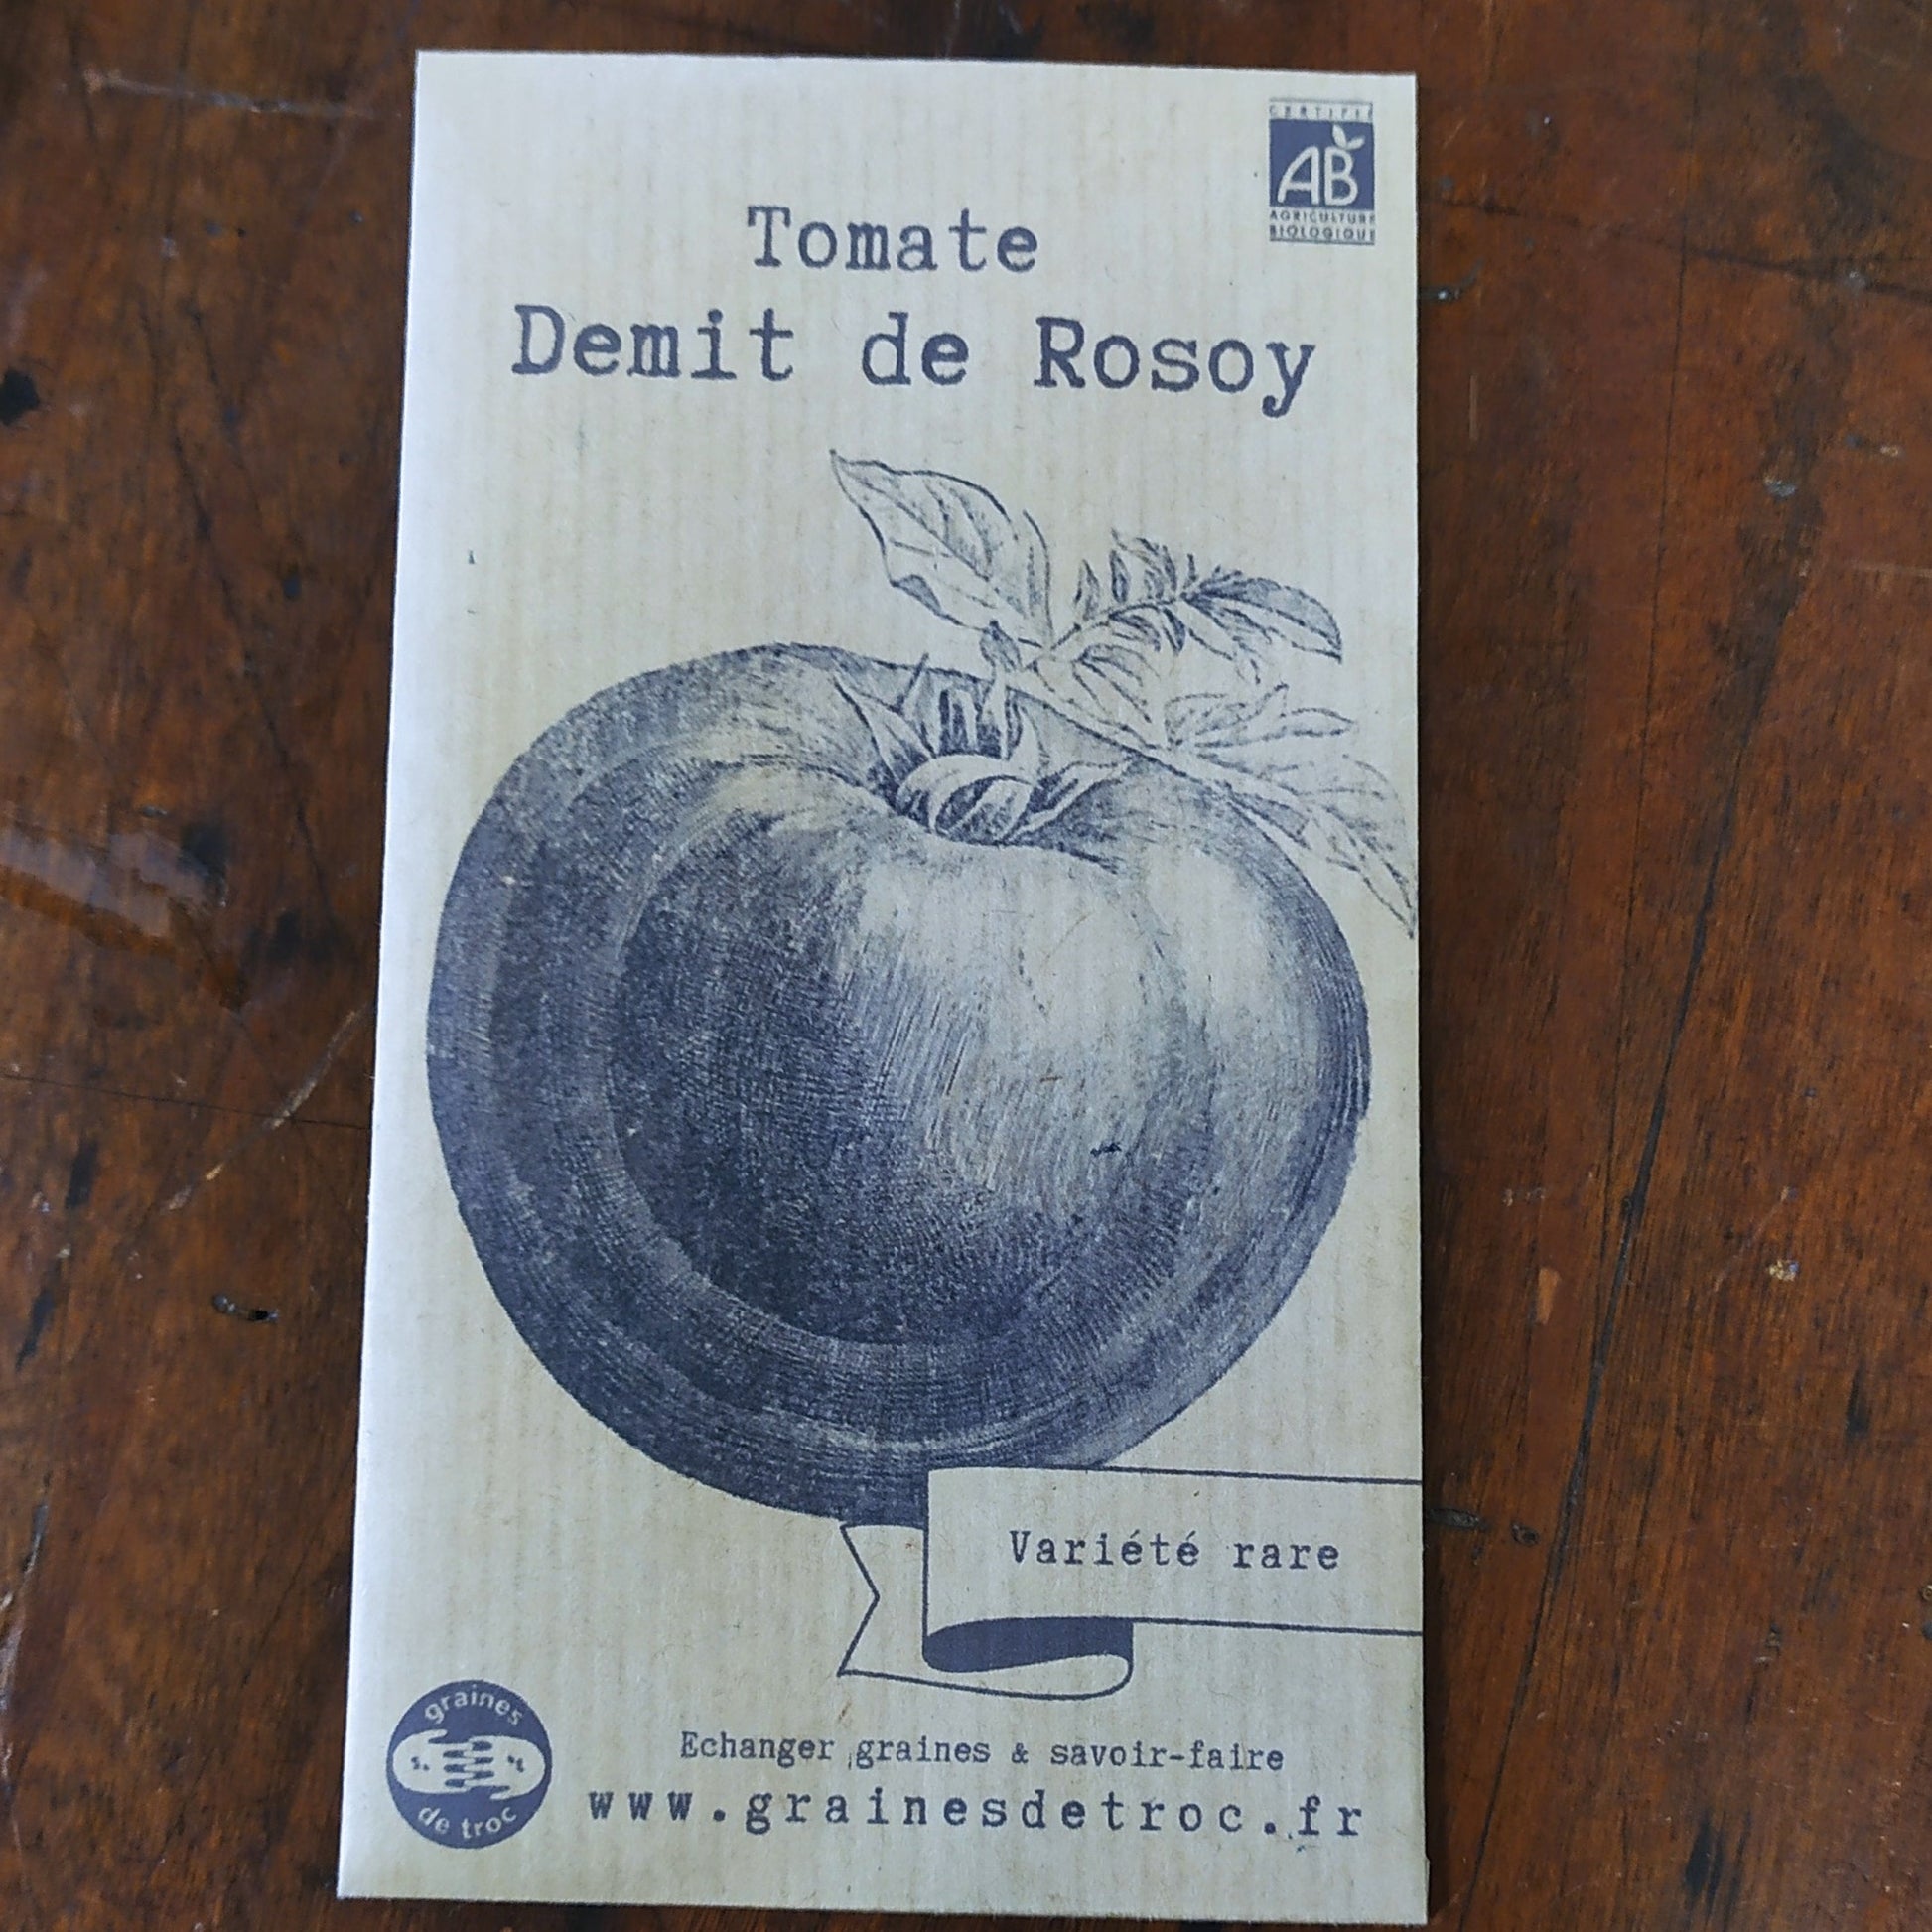 CERTIFIÉ
AB
AGRICULTURE
BIOLOGIQUE
Tomate
Demit de Rosoy
Variété rare
graines
de troc
Echanger graines & savoir-faire
www.grainesdetroc.fr